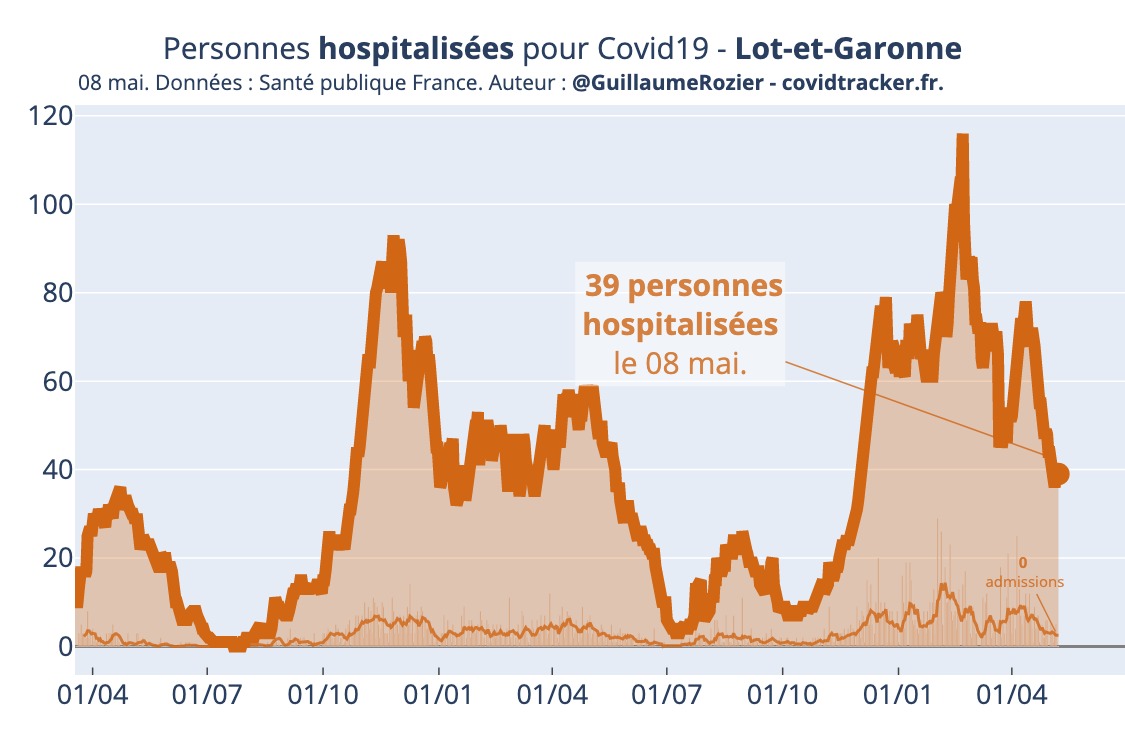 Personnes hospitalisées pour Covid19 - Lot-et-Garonne
08 mai. Données : Santé publique France. Auteur : @GuillaumeRozier - covidtracker.fr.
120
100
80
60
40
20
0
39 personnes
hospitalisées
le 08 mai.
0
admissions
01/04
01/07
01/10
01/01
01/04
01/07
01/10
01/01
01/04